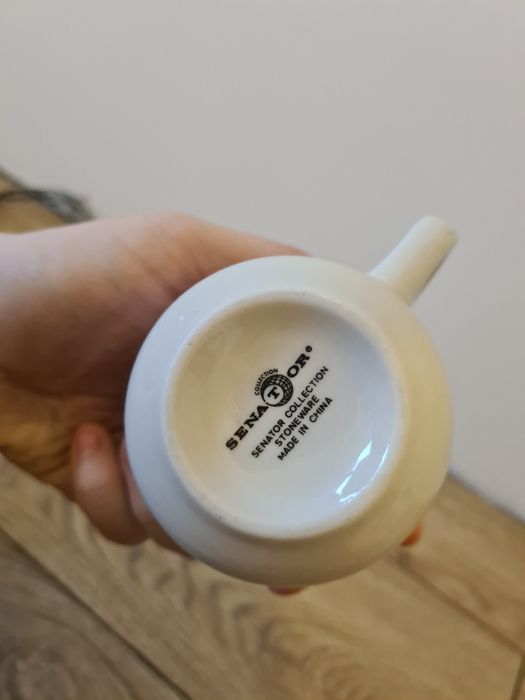 COLLECTION
SENATOR®
SENATOR COLLECTION
STONEWARE
MADE IN CHINA